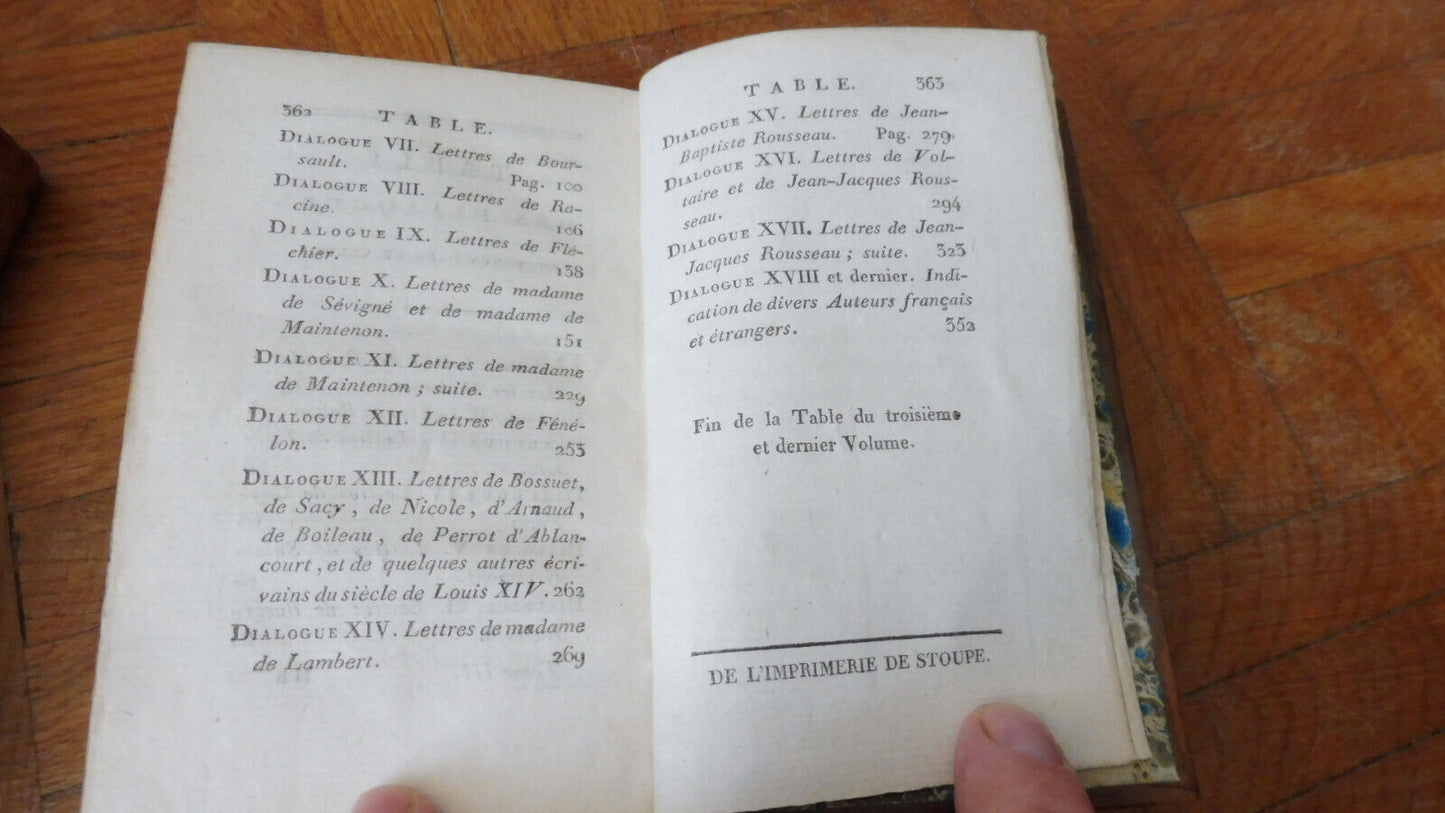 362 TABLE.
DIALOGUE VII. Lettres de Bour-
sault. Pag. 100
DIALOGUE VIII. Lettres de Ra-
cine. 106
DIALOGUE IX. Lettres de Flé-
chier. 138
DIALOGUE X. Lettres de madame
de Sévigné et de madame de
Maintenon. 151
DIALOGUE XI. Lettres de madame
de Maintenon ; suite. 229
DIALOGUE XII. Lettres de Féné-
lon. 253
DIALOGUE XIII. Lettres de Bossuet,
de Sacy, de Nicole, d'Arnaud,
de Boileau, de Perrot d'Ablan-
court, et de quelques autres écri-
vains du siècle de Louis XIV. 262
DIALOGUE XIV. Lettres de madame
de Lambert. 269
TABLE. 363
DIALOGUE XV. Lettres de Jean-
Baptiste Rousseau. Pag. 279
DIALOGUE XVI. Lettres de Vol-
taire et de Jean-Jacques Rous-
seau. 294
DIALOGUE XVII. Lettres de Jean-
Jacques Rousseau ; suite. 323
DIALOGUE XVIII et dernier. Indi-
cation de divers Auteurs français
et étrangers. 352
Fin de la Table du troisième
et dernier Volume.
DE L'IMPRIMERIE DE STOUPE.